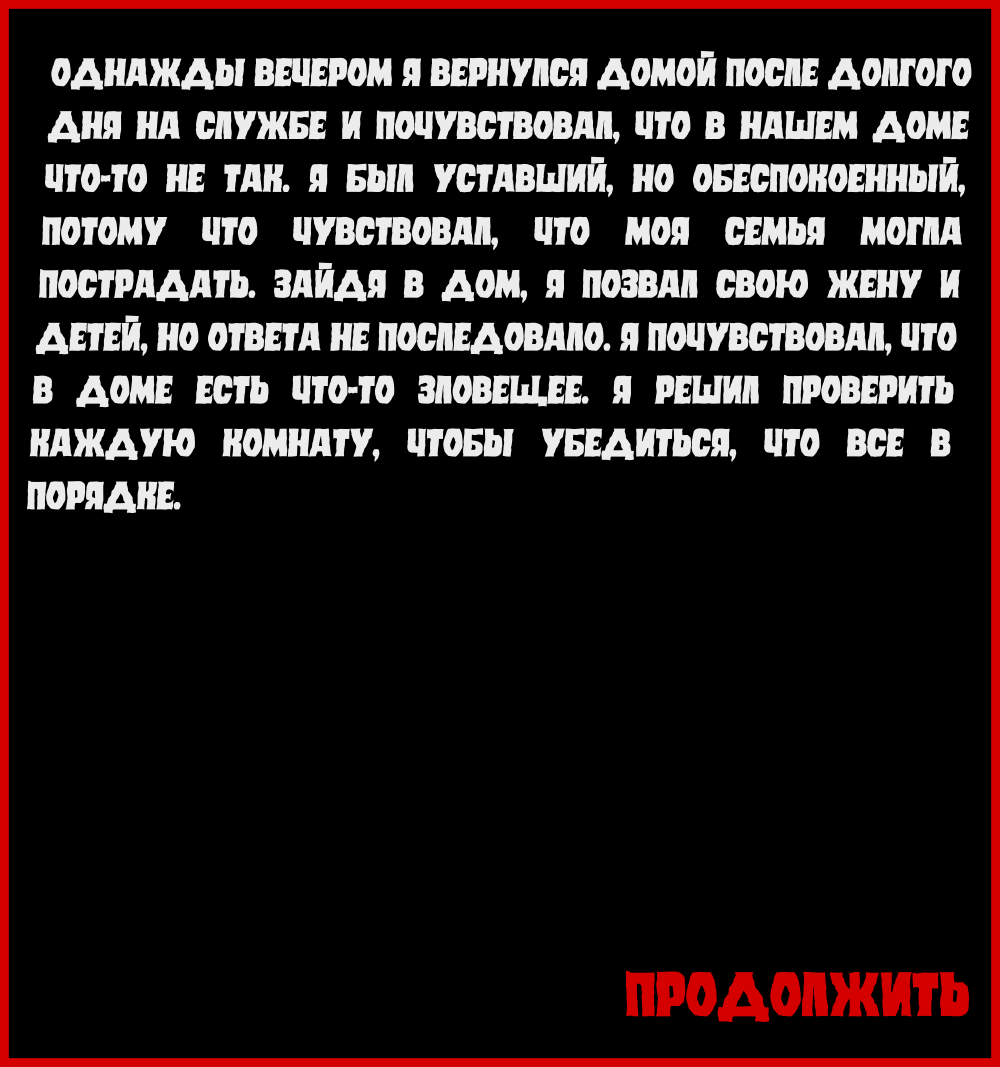 ОДНАЖДЫ ВЕЧЕРОМ Я ВЕРНУЛСЯ ДОМОЙ ПОСЛЕ ДОЛГОГО
ДНЯ НА СЛУЖБЕ И ПОЧУВСТВОВАЛ, ЧТО В НАШЕМ ДОМЕ
ЧТО-ТО НЕ ТАК. Я БЫЛ УСТАВШИЙ, НО ОБЕСПОКОЕННЫЙ,
ПОТОМУ ЧТО ЧУВСТВОВАЛ, ЧТО МОЯ СЕМЬЯ МОГЛА
ПОСТРАДАТЬ. ЗАЙДЯ В ДОМ, Я ПОЗВАЛ СВОЮ ЖЕНУ И
ДЕТЕЙ, НО ОТВЕТА НЕ ПОСЛЕДОВАЛО. Я ПОЧУВСТВОВАЛ, ЧТО
В ДОМЕ ЕСТЬ ЧТО-ТО ЗЛОВЕЩЕЕ. Я РЕШИЛ ПРОВЕРИТЬ
КАЖДУЮ КОМНАТУ, ЧТОБЫ УБЕДИТЬСЯ, ЧТО ВСЕ В
ПОРЯДКЕ.
ПРОДОЛЖИТЬ